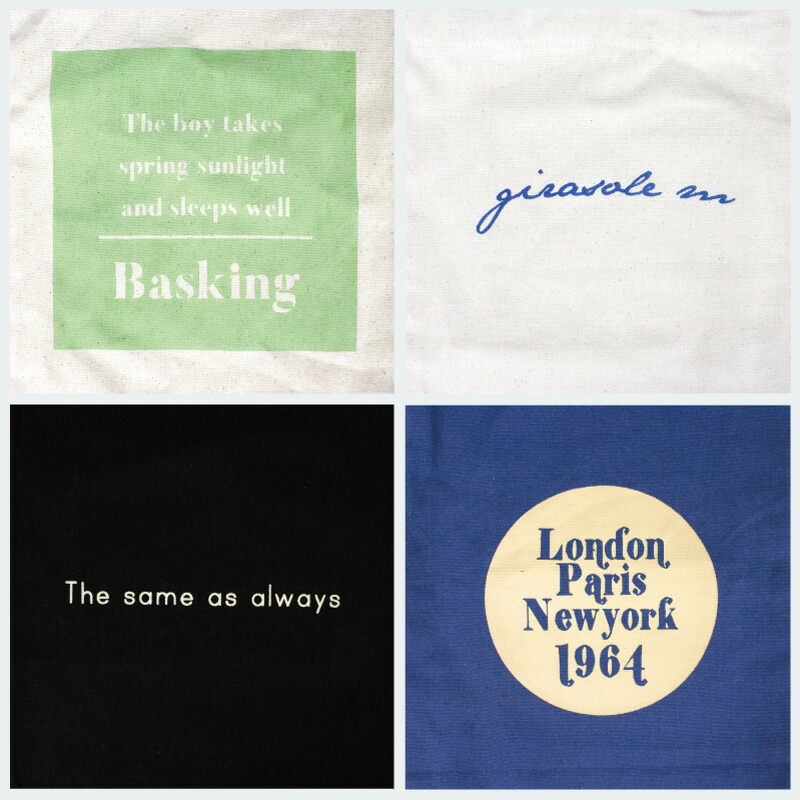 The boy takes
spring sunlight
and sleeps well
Basking
girasole m
The same as always
London
Paris
Newyork
1964